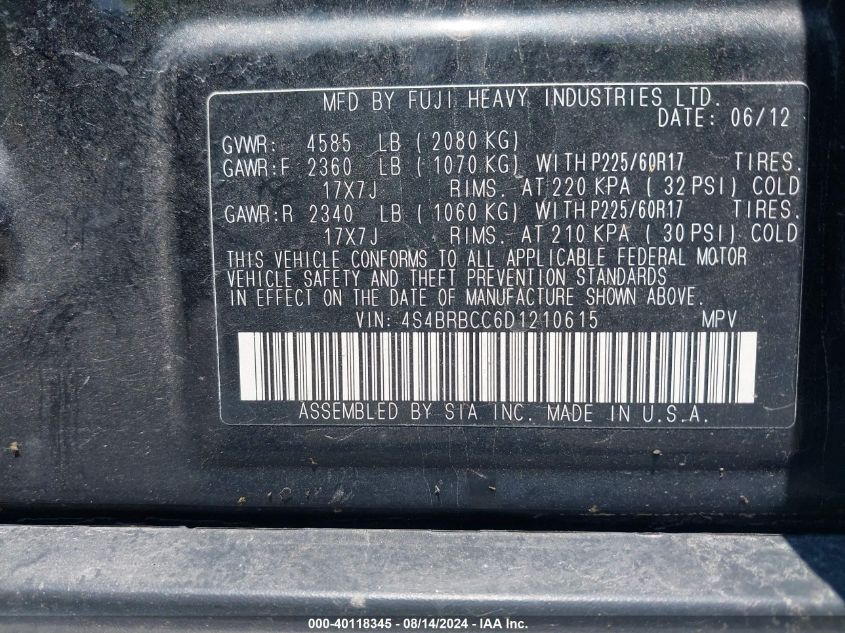 MFD BY FUJI HEAVY INDUSTRIES LTD.
DATE: 06/12
GVWR: 4585 LB (2080 KG)
GAWR:F 2360 LB (1070 KG) WITH P225/60R17 TIRES.
17X7J RIMS. AT 220 KPA (32 PSI) COLD
GAWR:R 2340 LB (1060 KG) WITH P225/60R17 TIRES.
17X7J RIMS. AT 210 KPA (30 PSI) COLD
THIS VEHICLE CONFORMS TO ALL APPLICABLE FEDERAL MOTOR
VEHICLE SAFETY AND THEFT PREVENTION STANDARDS
IN EFFECT ON THE DATE OF MANUFACTURE SHOWN ABOVE.
VIN: 4S4BRBCC6D1210615 MPV
ASSEMBLED BY SIA INC. MADE IN U.S.A.
000-40118345 - 08/14/2024 - © IAAI, Inc.